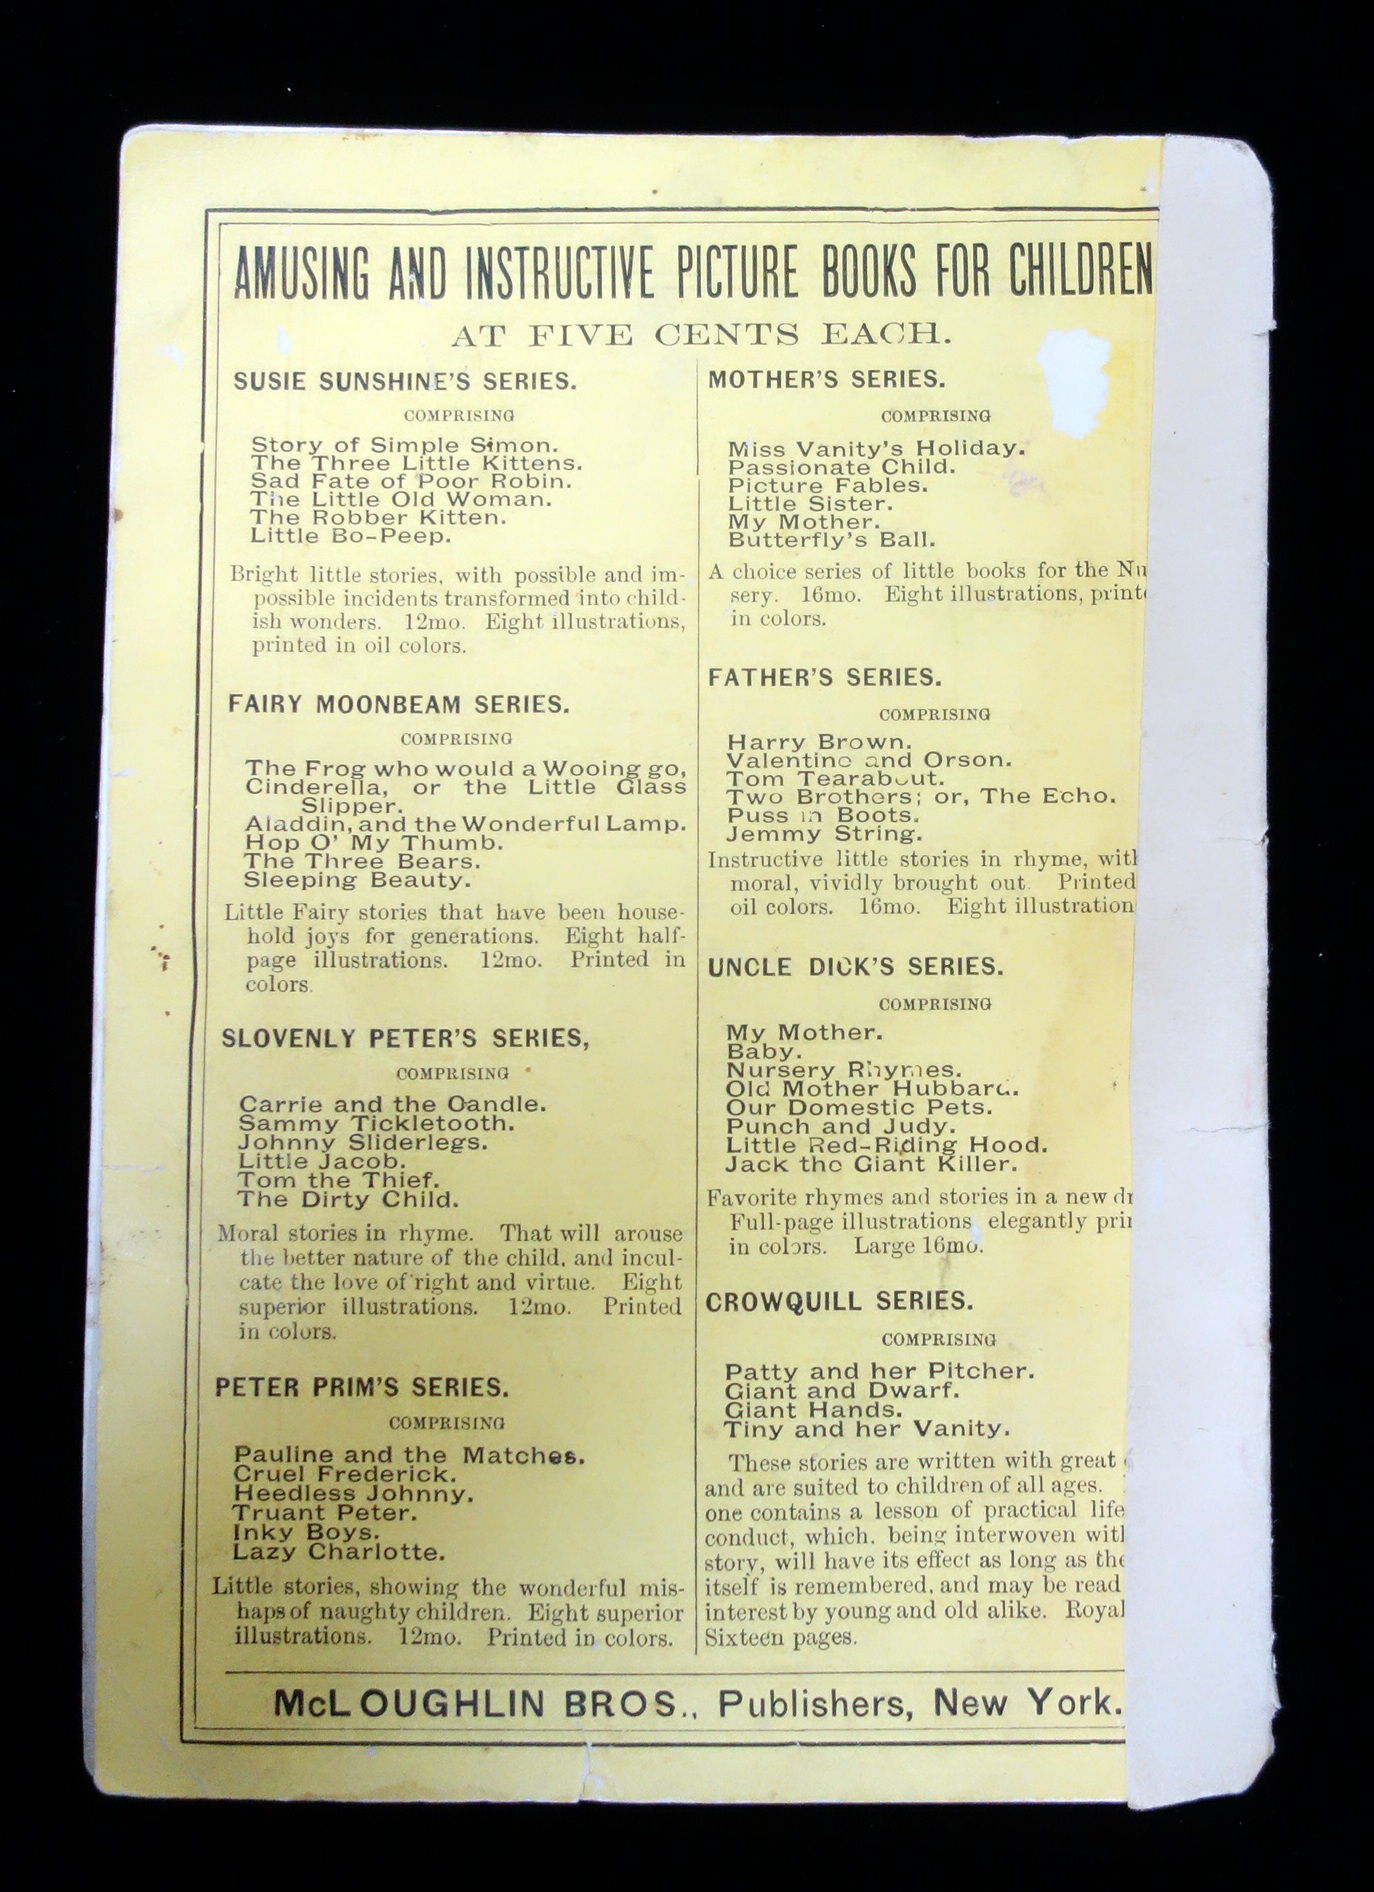 AMUSING AND INSTRUCTIVE PICTURE BOOKS FOR CHILDREN
AT FIVE CENTS EACH.
SUSIE SUNSHINE'S SERIES.
COMPRISING
Story of Simple Simon.
The Three Little Kittens.
Sad Fate of Poor Robin.
The Little Old Woman.
The Robber Kitten.
Little Bo-Peep.
Bright little stories, with possible and im-
possible incidents transformed into child-
ish wonders. 12mo. Eight illustrations,
printed in oil colors.
FAIRY MOONBEAM SERIES.
COMPRISING
The Frog who would a Wooing go,
Cinderella, or the Little Glass
Slipper.
Aladdin, and the Wonderful Lamp.
Hop O' My Thumb.
The Three Bears.
Sleeping Beauty.
Little Fairy stories that have been house-
hold joys for generations. Eight half-
page illustrations. 12mo. Printed in
colors.
SLOVENLY PETER'S SERIES,
COMPRISING
Carrie and the Candle.
Sammy Tickletooth.
Johnny Sliderlegs.
Little Jacob.
Tom the Thief.
The Dirty Child.
Moral stories in rhyme. That will arouse
the better nature of the child, and incul-
cate the love of right and virtue. Eight
superior illustrations. 12mo. Printed
in colors.
PETER PRIM'S SERIES.
COMPRISING
Pauline and the Matches.
Cruel Frederick.
Heedless Johnny.
Truant Peter.
Inky Boys.
Lazy Charlotte.
Little stories, showing the wonderful mis-
haps of naughty children. Eight superior
illustrations. 12mo. Printed in colors.
MOTHER'S SERIES.
COMPRISING
Miss Vanity's Holiday.
Passionate Child.
Picture Fables.
Little Sister.
My Mother.
Butterfly's Ball.
A choice series of little books for the
sery. 16mo. Eight illustrations,
in colors.
FATHER'S SERIES.
COMPRISING
Harry Brown.
Valentine and Orson.
Tom Tearabout.
Two Brothers; or, The Echo.
Puss in Boots.
Jemmy String.
Instructive little stories in rhyme,
moral, vividly brought out. Printed
oil colors. 16mo. Eight illustration
UNCLE DICK'S SERIES.
COMPRISING
My Mother.
Baby.
Nursery Rhymes.
Old Mother Hubbard.
Our Domestic Pets.
Punch and Judy.
Little Red-Riding Hood.
Jack the Giant Killer.
Favorite rhymes and stories in a new
Full-page illustrations elegantly
in colors. Large 16mo.
CROWQUILL SERIES.
COMPRISING
Patty and her Pitcher.
Giant and Dwarf.
Giant Hands.
Tiny and her Vanity.
These stories are written with great
and are suited to children of all ages.
one contains a lesson of practical life
conduct, which, being interwoven
story, will have its effect as long as
itself is remembered, and may be read
interest by young and old alike. Royal
Sixteen pages.
McLOUGHLIN BROS., Publishers, New York.